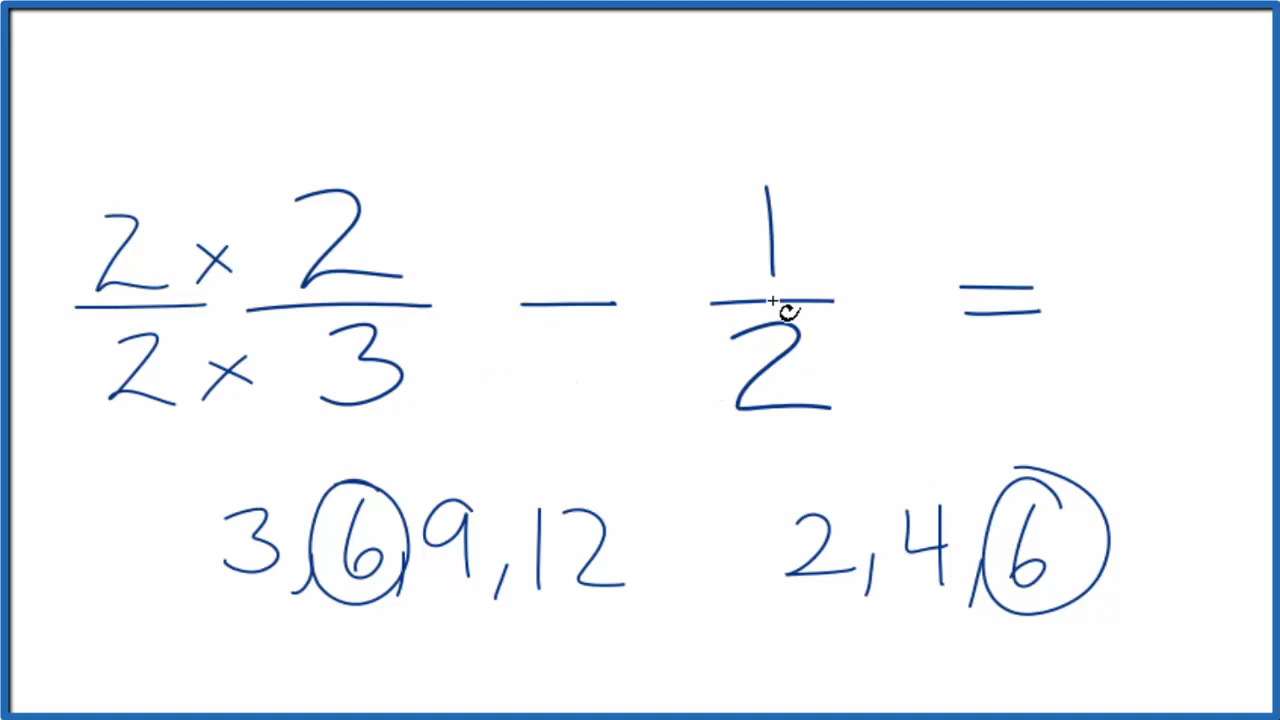 2 × 2 − 1 =
2 × 3 2
3, 6, 9, 12 2, 4, 6